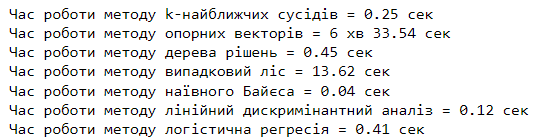 Час роботи методу k-найближчих сусідів = 0.25 сек
Час роботи методу опорних векторів = 6 хв 33.54 сек
Час роботи методу дерева рішень = 0.45 сек
Час роботи методу випадковий ліс = 13.62 сек
Час роботи методу наївного Байєса = 0.04 сек
Час роботи методу лінійний дискримінантний аналіз = 0.12 сек
Час роботи методу логістична регресія = 0.41 сек